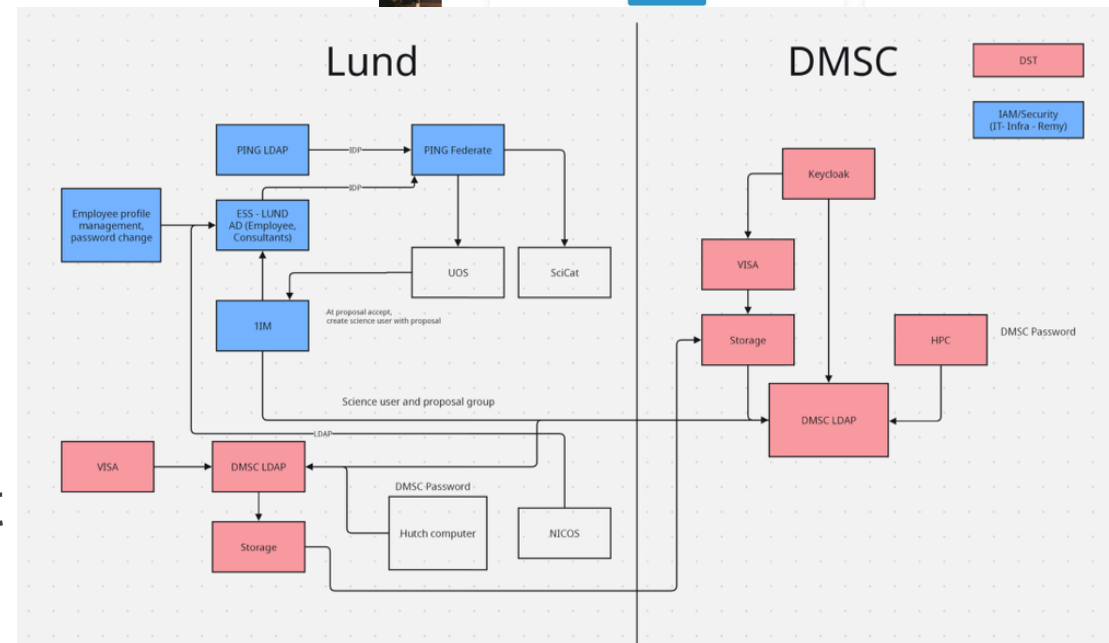 Lund
DMSC
DST
IAM/Security
(IT- Infra - Remy)
PING LDAP
IDP
PING Federate
Keycloak
IDP
Employee profile
management,
password change
ESS - LUND
AD (Employee,
Consultants)
UOS
SciCat
VISA
1IM
At proposal accept,
create science user with proposal
Storage
HPC
DMSC Password
Science user and proposal group
DMSC LDAP
LDAP
VISA
DMSC LDAP
DMSC Password
Hutch computer
NICOS
Storage